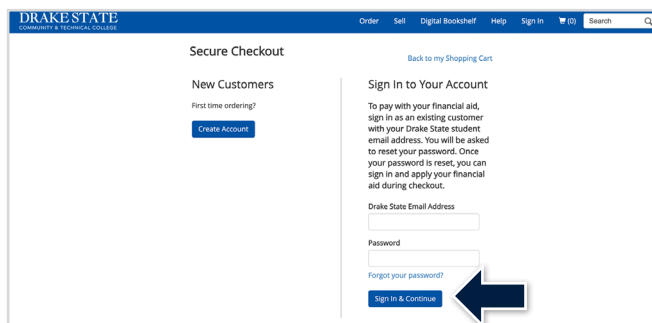 DRAKE STATE
COMMUNITY & TECHNICAL COLLEGE
Order Sell Digital Bookshelf Help Sign In (0) Search
Secure Checkout
Back to my Shopping Cart
New Customers
First time ordering?
Create Account
Sign In to Your Account
To pay with your financial aid,
sign in as an existing customer
with your Drake State student
email address. You will be asked
to reset your password. Once
your password is reset, you can
sign in and apply your financial
aid during checkout.
Drake State Email Address
Password
Forgot your password?
Sign In & Continue